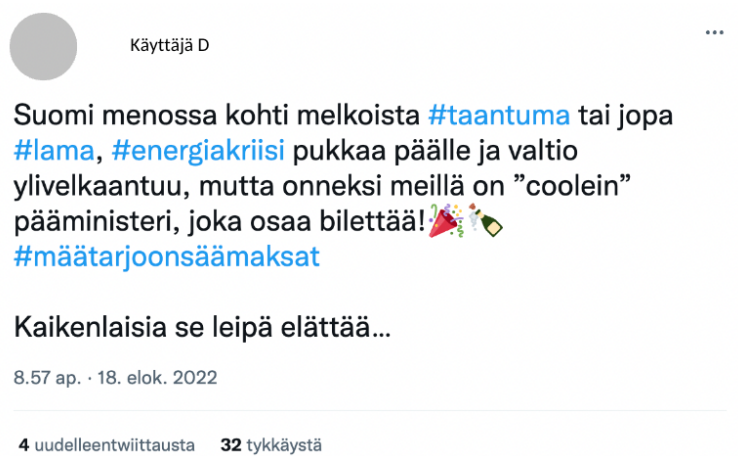 Käyttäjä D
Suomi menossa kohti melkoista #taantuma tai jopa
#lama, #energiakriisi pukkaa päälle ja valtio
ylivelkaantuu, mutta onneksi meillä on ”coolein”
pääministeri, joka osaa bilettää!🎉🍾
#määtarjoonsäämaksat
Kaikenlaisia se leipä elättää...
8.57 ap. · 18. elok. 2022
4 uudelleentwiittausta 32 tykkäystä